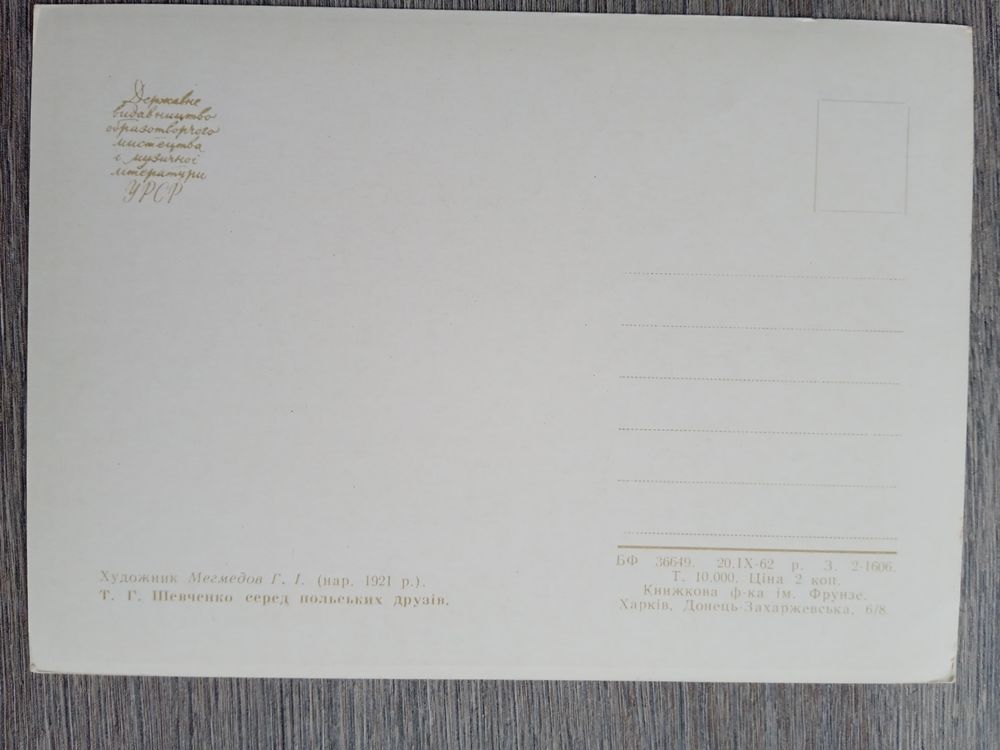 Державне
видавництво
образотворчого
мистецтва
і музичної
літератури
УРСР
Художник Мегмедов Г. І. (нар. 1921 р.).
Т. Г. Шевченко серед польських друзів.
БФ 36649. 20.IX-62 р. З. 2-1606.
Т. 10.000. Ціна 2 коп.
Книжкова ф-ка ім. Фрунзе.
Харків, Донець-Захаржевська, 6/8